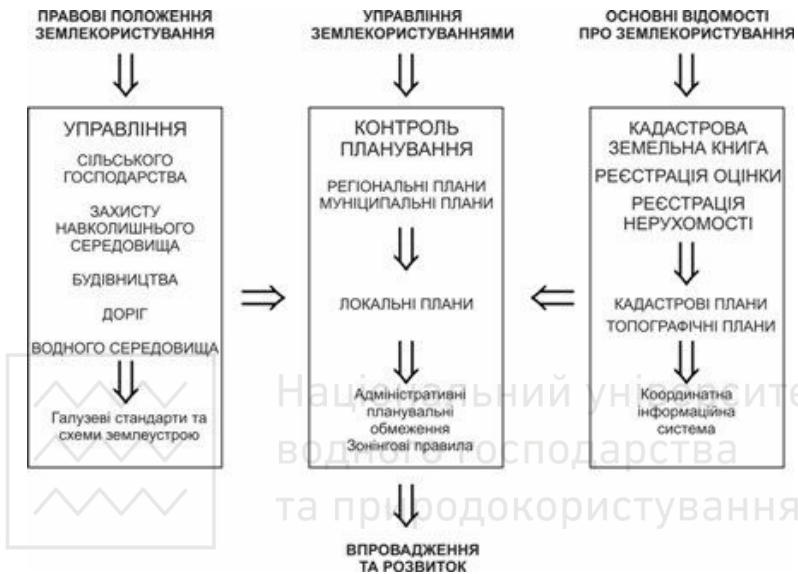 ПРАВОВІ ПОЛОЖЕННЯ
ЗЕМЛЕКОРИСТУВАННЯ
УПРАВЛІННЯ
СІЛЬСЬКОГО
ГОСПОДАРСТВА
ЗАХИСТУ
НАВКОЛИШНЬОГО
СЕРЕДОВИЩА
БУДІВНИЦТВА
ДОРІГ
ВОДНОГО СЕРЕДОВИЩА
Галузеві стандарти та
схеми землеустрою
УПРАВЛІННЯ
ЗЕМЛЕКОРИСТУВАННЯМИ
КОНТРОЛЬ
ПЛАНУВАННЯ
РЕГІОНАЛЬНІ ПЛАНИ
МУНІЦИПАЛЬНІ ПЛАНИ
ЛОКАЛЬНІ ПЛАНИ
Адміністративні
планувальні
обмеження
Зонінгові правила
ВПРОВАДЖЕННЯ
ТА РОЗВИТОК
ОСНОВНІ ВІДОМОСТІ
ПРО ЗЕМЛЕКОРИСТУВАННЯ
КАДАСТРОВА
ЗЕМЕЛЬНА КНИГА
РЕЄСТРАЦІЯ ОЦІНКИ
РЕЄСТРАЦІЯ
НЕРУХОМОСТІ
КАДАСТРОВІ ПЛАНИ
ТОПОГРАФІЧНІ ПЛАНИ
Координатна
інформаційна
система
Національний університе
водного господарства
та природокористування